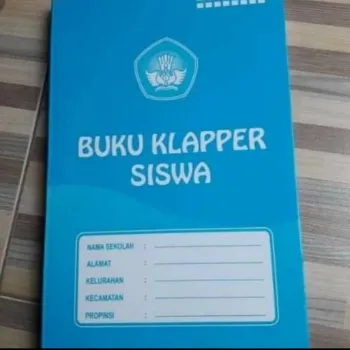 BUKU KLAPPER
SISWA
NAMA SEKOLAH :
ALAMAT :
KELURAHAN :
KECAMATAN :
PROPINSI :